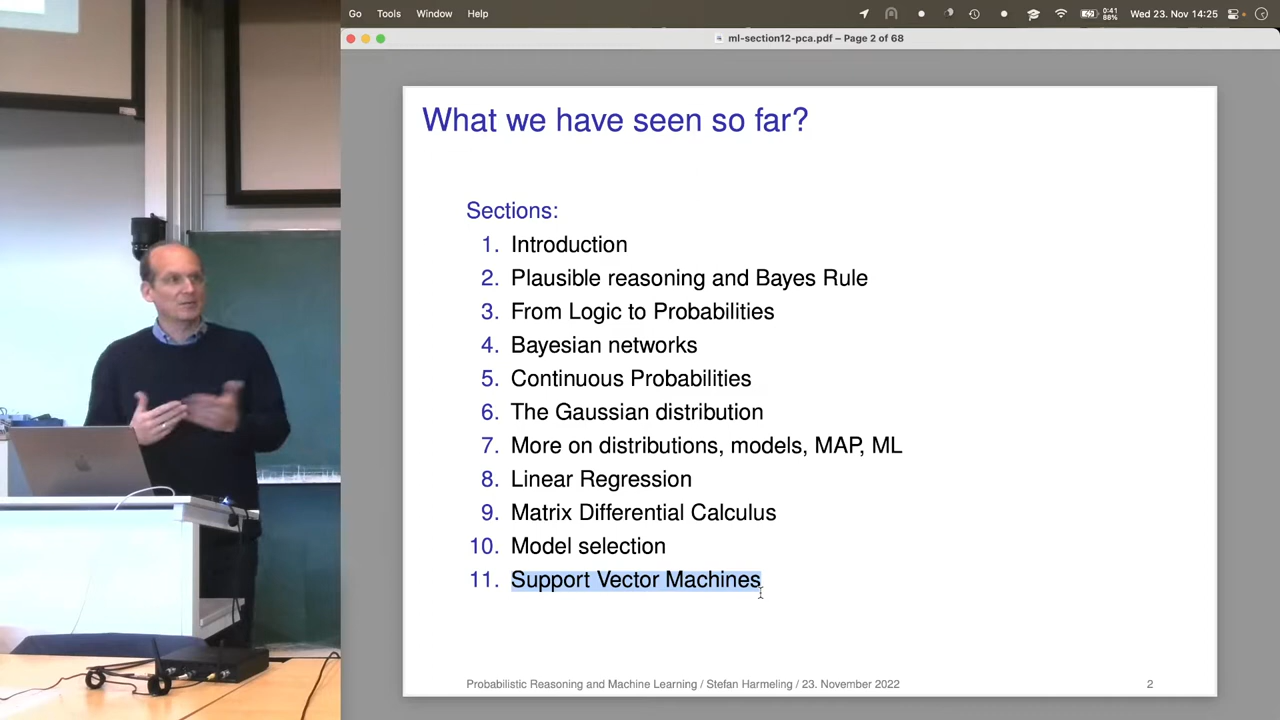 Go Tools Window Help
0:41
88%
Wed 23. Nov 14:25
ml-section12-pca.pdf – Page 2 of 68
What we have seen so far?
Sections:
1. Introduction
2. Plausible reasoning and Bayes Rule
3. From Logic to Probabilities
4. Bayesian networks
5. Continuous Probabilities
6. The Gaussian distribution
7. More on distributions, models, MAP, ML
8. Linear Regression
9. Matrix Differential Calculus
10. Model selection
11. Support Vector Machines
Probabilistic Reasoning and Machine Learning / Stefan Harmeling / 23. November 2022
2